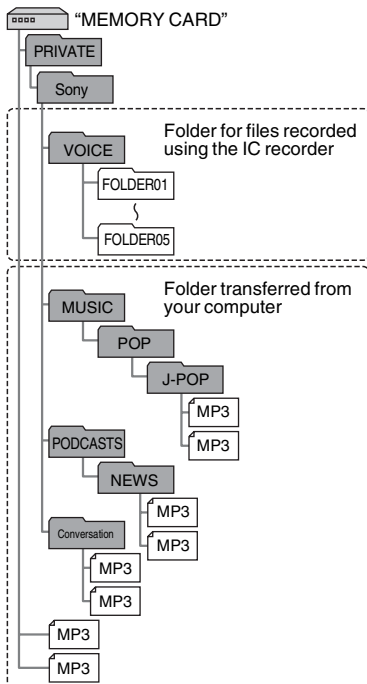 “MEMORY CARD”
PRIVATE
Sony
Folder for files recorded
using the IC recorder
VOICE
FOLDER01
FOLDER05
Folder transferred from
your computer
MUSIC
POP
J-POP
MP3
MP3
PODCASTS
NEWS
MP3
MP3
Conversation
MP3
MP3
MP3
MP3